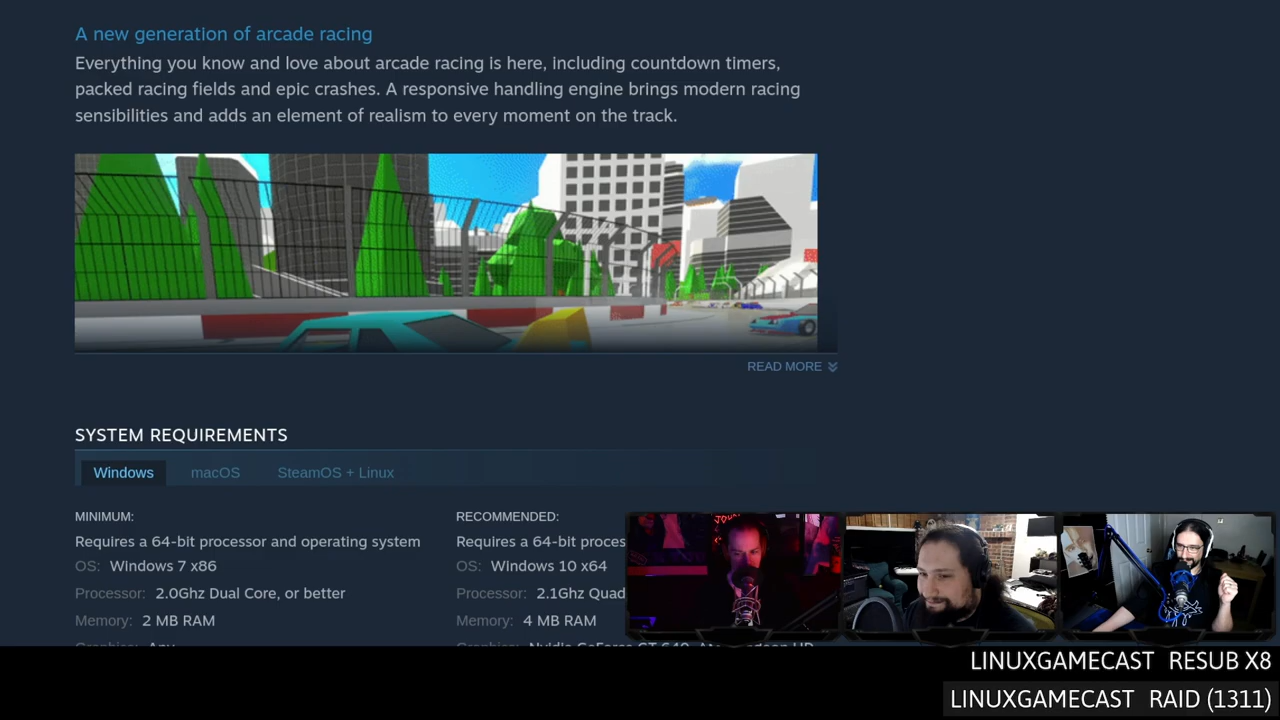 A new generation of arcade racing
Everything you know and love about arcade racing is here, including countdown timers,
packed racing fields and epic crashes. A responsive handling engine brings modern racing
sensibilities and adds an element of realism to every moment on the track.
READ MORE
SYSTEM REQUIREMENTS
Windows macOS SteamOS + Linux
MINIMUM: RECOMMENDED:
Requires a 64-bit processor and operating system Requires a 64-bit proces
OS: Windows 7 x86 OS: Windows 10 x64
Processor: 2.0Ghz Dual Core, or better Processor: 2.1Ghz Quad
Memory: 2 MB RAM Memory: 4 MB RAM
LINUXGAMECAST RESUB X8
LINUXGAMECAST RAID (1311)